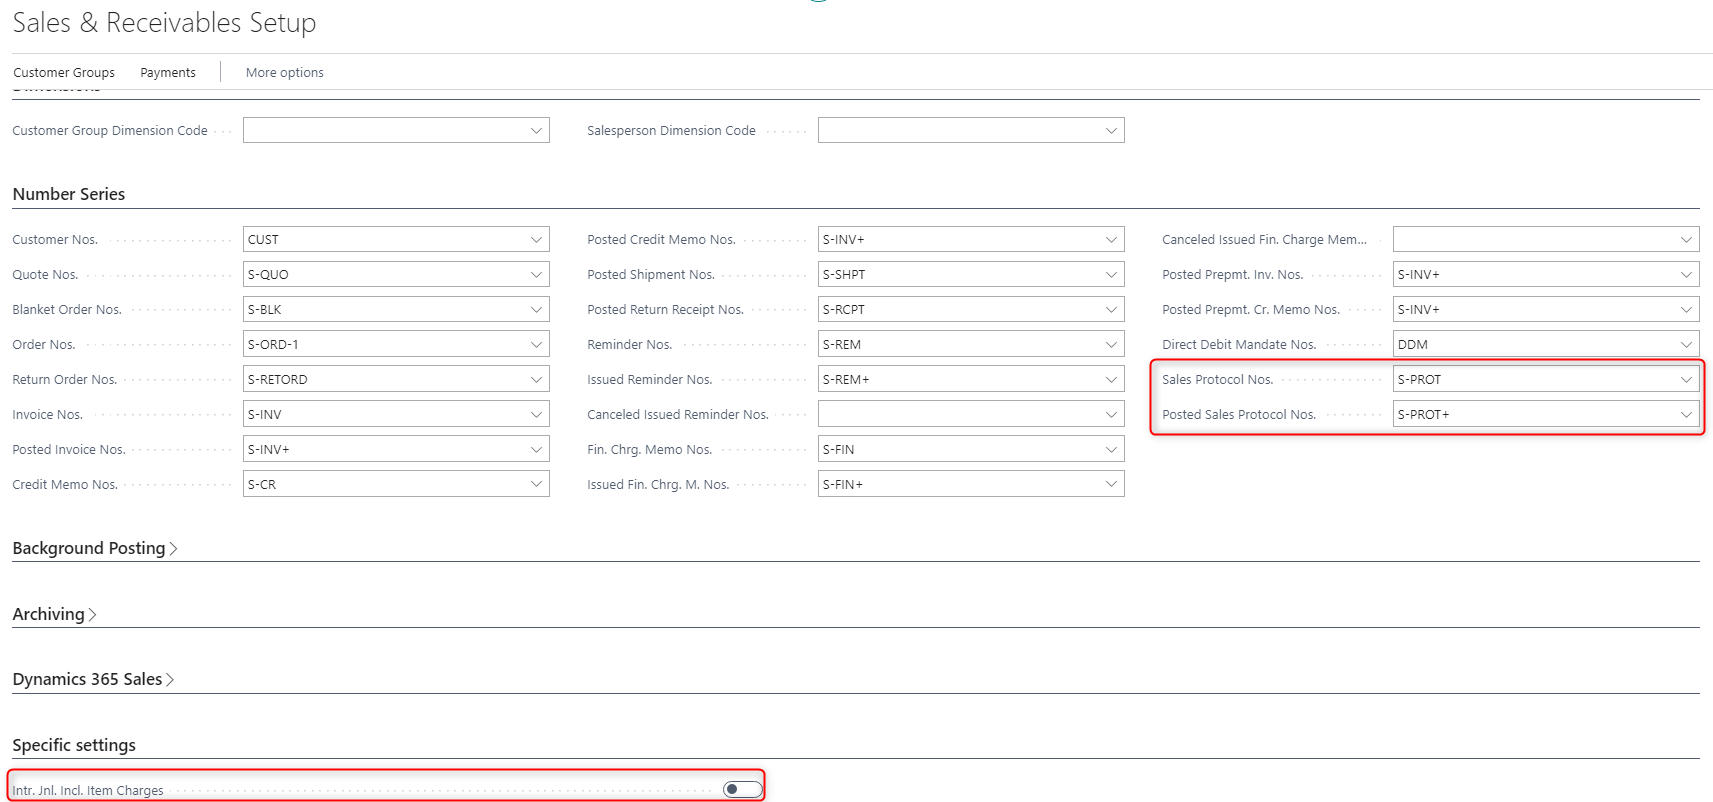 Sales & Receivables Setup
Customer Groups Payments More options
Dimensions
Customer Group Dimension Code Salesperson Dimension Code
Number Series
Customer Nos. CUST Posted Credit Memo Nos. S-INV+ Canceled Issued Fin. Charge Mem...
Quote Nos. S-QUO Posted Shipment Nos. S-SHPT Posted Prepmt. Inv. Nos. S-INV+
Blanket Order Nos. S-BLK Posted Return Receipt Nos. S-RCPT Posted Prepmt. Cr. Memo Nos. S-INV+
Order Nos. S-ORD-1 Reminder Nos. S-REM Direct Debit Mandate Nos. DDM
Return Order Nos. S-RETORD Issued Reminder Nos. S-REM+ Sales Protocol Nos. S-PROT
Invoice Nos. S-INV Canceled Issued Reminder Nos. Posted Sales Protocol Nos. S-PROT+
Posted Invoice Nos. S-INV+ Fin. Chrg. Memo Nos. S-FIN
Credit Memo Nos. S-CR Issued Fin. Chrg. M. Nos. S-FIN+
Background Posting
Archiving
Dynamics 365 Sales
Specific settings
Intr. Jnl. Incl. Item Charges